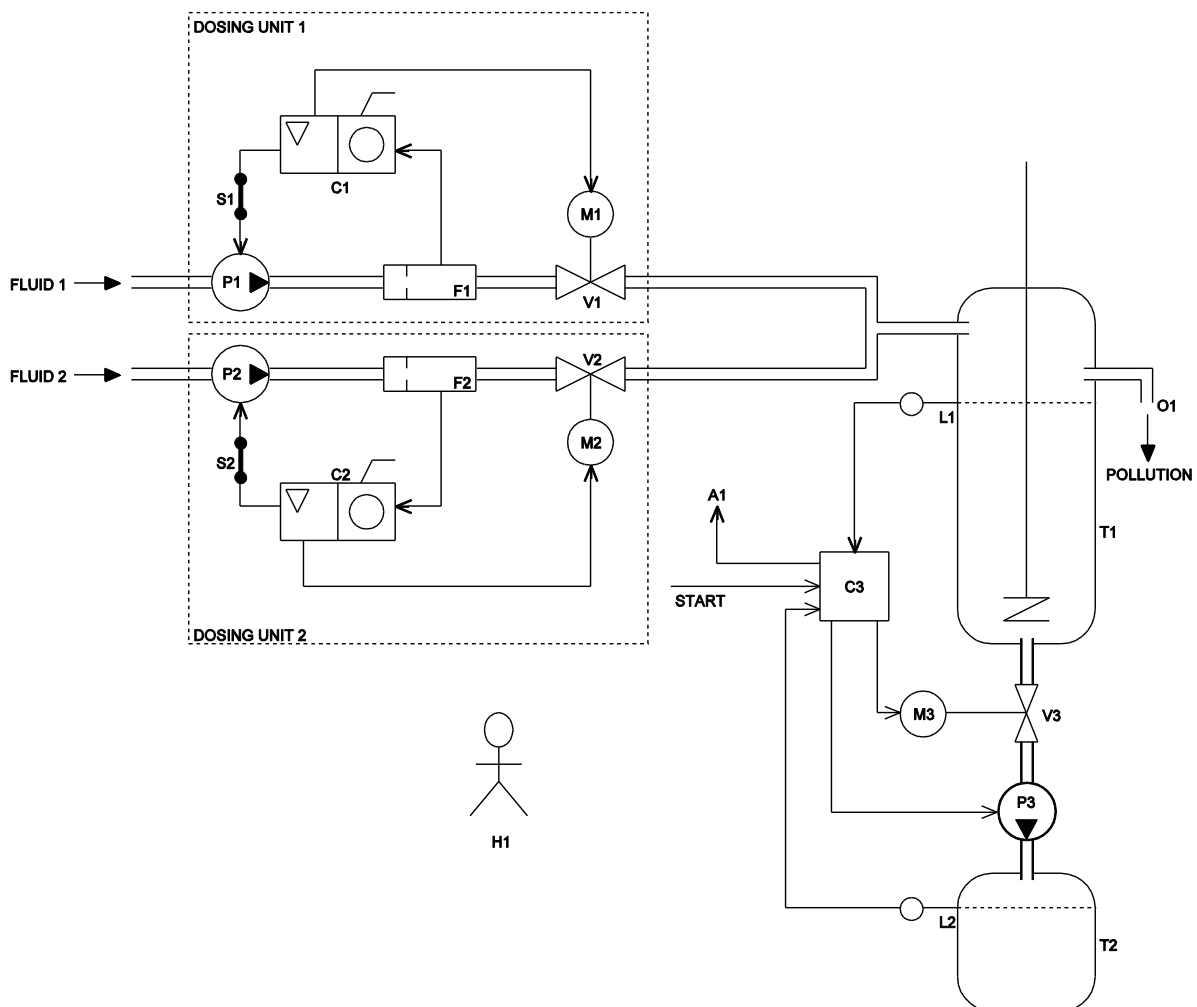 DOSING UNIT 1
C1
S1
M1
P1
FLUID 1
F1
V1
P2
V2
FLUID 2
F2
L1
O1
M2
S2
C2
POLLUTION
A1
T1
C3
START
DOSING UNIT 2
M3
V3
P3
H1
L2
T2